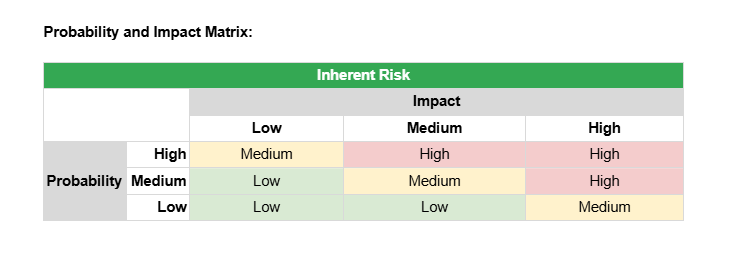 Probability and Impact Matrix:
Inherent Risk
Impact
Low Medium High
High Medium High High
Probability Medium Low Medium High
Low Low Low Medium